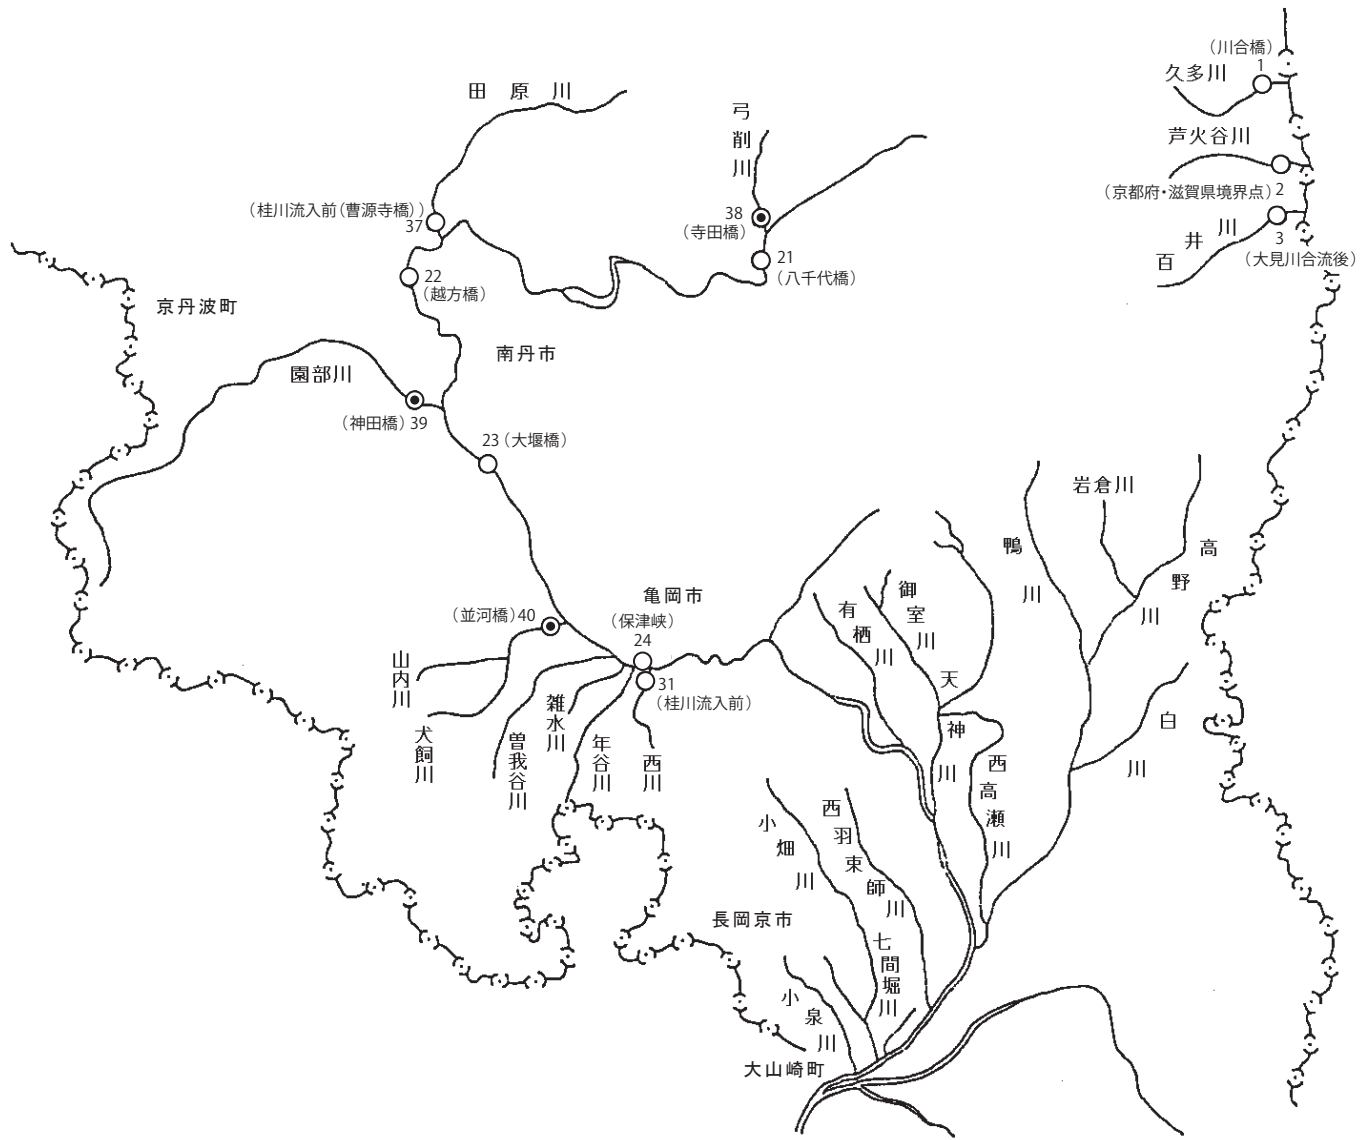 （川合橋）
1
久多川
芦火谷川
（京都府・滋賀県境界点）2
百井川
3
（大見川合流後）
田原川
弓削川
（桂川流入前（曹源寺橋））
37
38
（寺田橋）
21
（八千代橋）
22
（越方橋）
京丹波町
南丹市
園部川
（神田橋）39
23（大堰橋）
岩倉川
鴨川
高野川
亀岡市
（並河橋）40
（保津峡）
24
31
（桂川流入前）
山内川
犬飼川
曽我谷川
雑水川
年谷川
西川
有栖川
御室川
天神川
西高瀬川
白川
小畑川
西羽束師川
七間堀川
長岡京市
小泉川
大山崎町